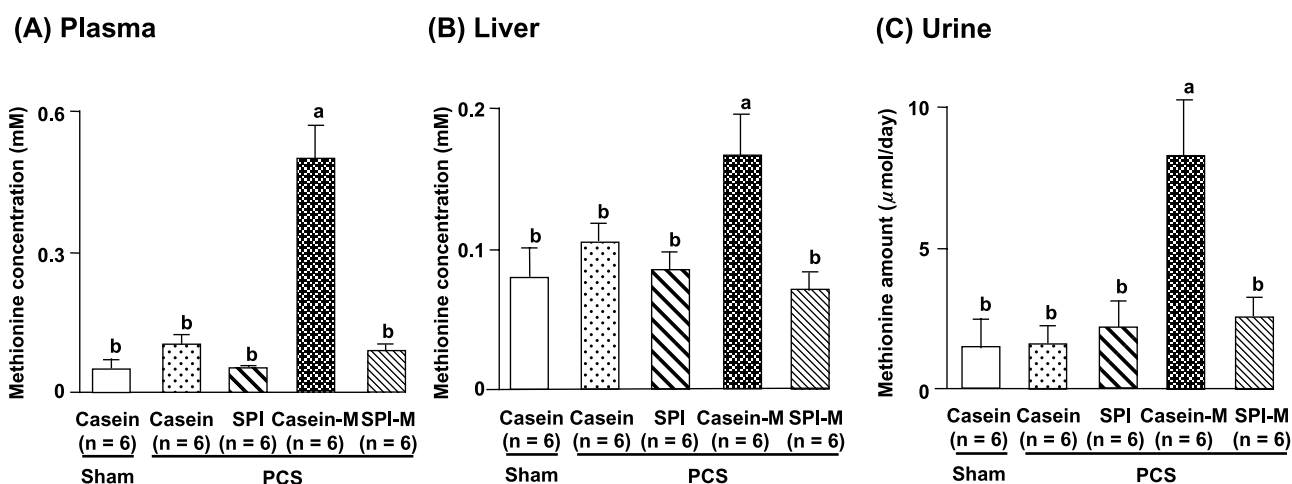 (A) Plasma
Methionine concentration (mM)
0.6
0.3
0
b
b
b
a
b
Casein Casein SPI Casein-M SPI-M
(n = 6) (n = 6) (n = 6) (n = 6) (n = 6)
Sham PCS
(B) Liver
Methionine concentration (mM)
0.2
0.1
0
b
b
b
a
b
Casein Casein SPI Casein-M SPI-M
(n = 6) (n = 6) (n = 6) (n = 6) (n = 6)
Sham PCS
(C) Urine
Methionine amount (μmol/day)
10
5
0
b
b
b
a
b
Casein Casein SPI Casein-M SPI-M
(n = 6) (n = 6) (n = 6) (n = 6) (n = 6)
Sham PCS